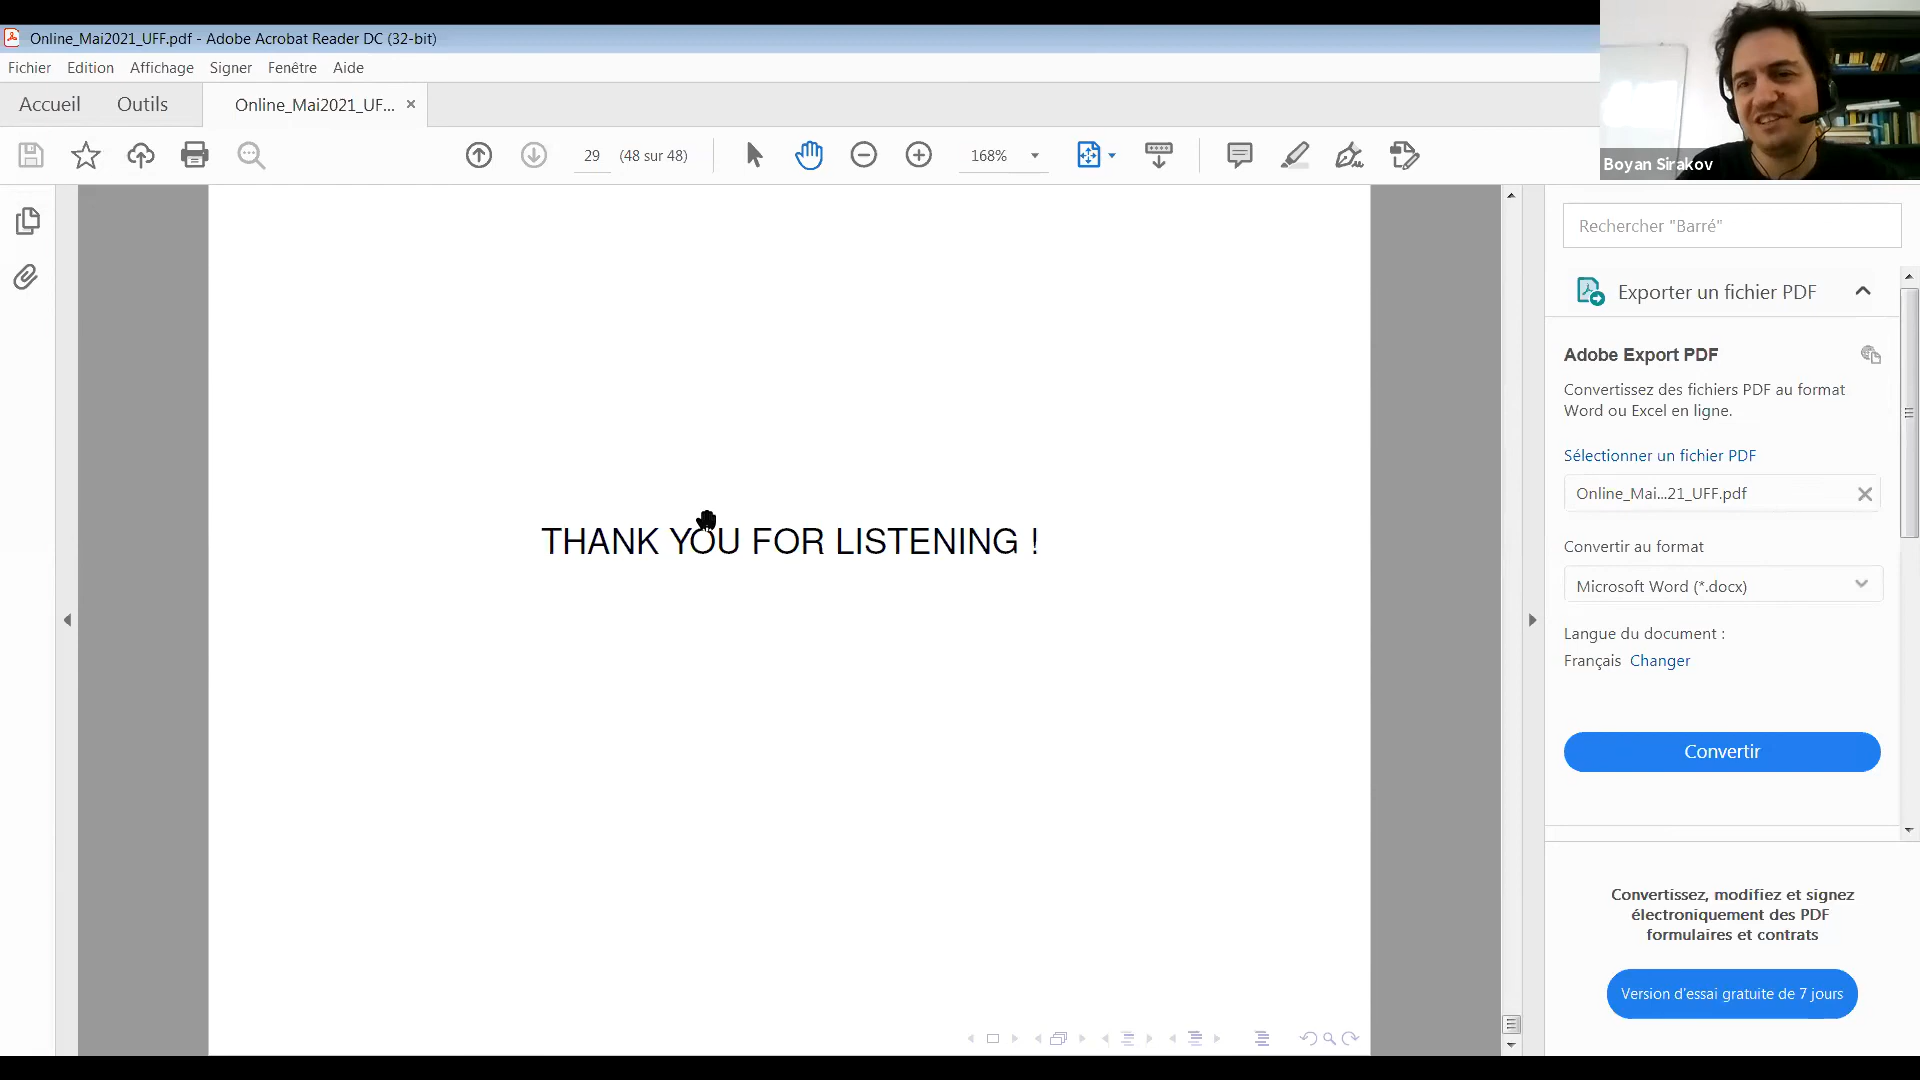 Online_Mai2021_UFF.pdf - Adobe Acrobat Reader DC (32-bit)
Fichier Edition Affichage Signer Fenêtre Aide
Accueil Outils Online_Mai2021_UF... ×
29 (48 sur 48) 168%
Boyan Sirakov
THANK YOU FOR LISTENING !
Rechercher "Barré"
Exporter un fichier PDF
Adobe Export PDF
Convertissez des fichiers PDF au format
Word ou Excel en ligne.
Sélectionner un fichier PDF
Online_Mai...21_UFF.pdf
Convertir au format
Microsoft Word (*.docx)
Langue du document :
Français Changer
Convertir
Convertissez, modifiez et signez
électroniquement des PDF
formulaires et contrats
Version d'essai gratuite de 7 jours